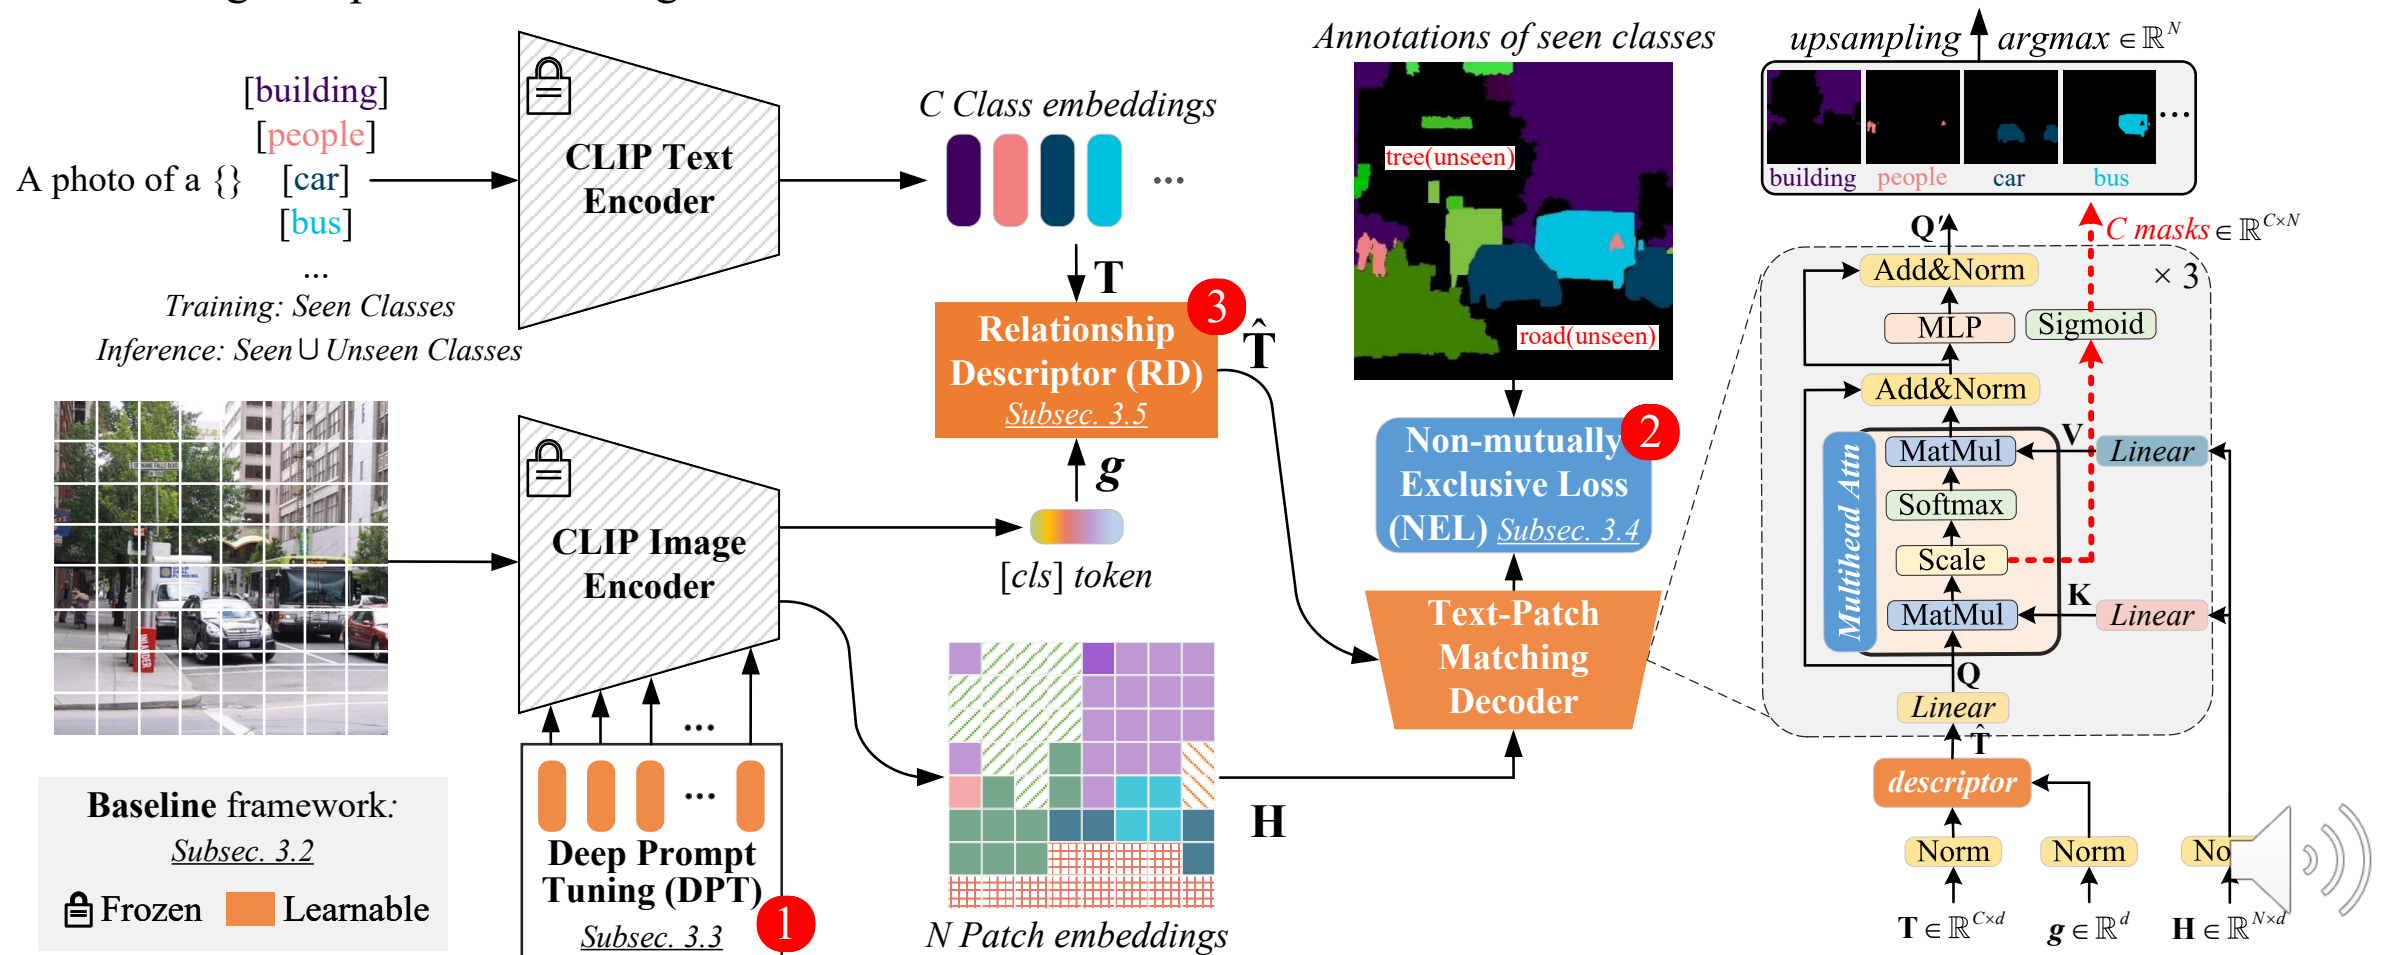 [building]
[people]
A photo of a {} [car]
[bus]
...
Training: Seen Classes
Inference: Seen ∪ Unseen Classes
CLIP Text
Encoder
C Class embeddings
...
T
Relationship
Descriptor (RD)
Subsec. 3.5
3
T̂
g
[cls] token
CLIP Image
Encoder
...
...
Deep Prompt
Tuning (DPT)
Subsec. 3.3
1
Baseline framework:
Subsec. 3.2
Frozen
Learnable
N Patch embeddings
H
Annotations of seen classes
tree(unseen)
road(unseen)
Non-mutually
Exclusive Loss
(NEL) Subsec. 3.4
2
Text-Patch
Matching
Decoder
upsampling argmax ∈ ℝ^N
...
building people car bus
Q′
C masks ∈ ℝ^{C×N}
× 3
Add&Norm
MLP
Sigmoid
Add&Norm
Multihead Attn
MatMul
V
Linear
Softmax
Scale
MatMul
K
Linear
Q
Linear
T̂
descriptor
Norm
Norm
T ∈ ℝ^{C×d}
g ∈ ℝ^d
H ∈ ℝ^{N×d}